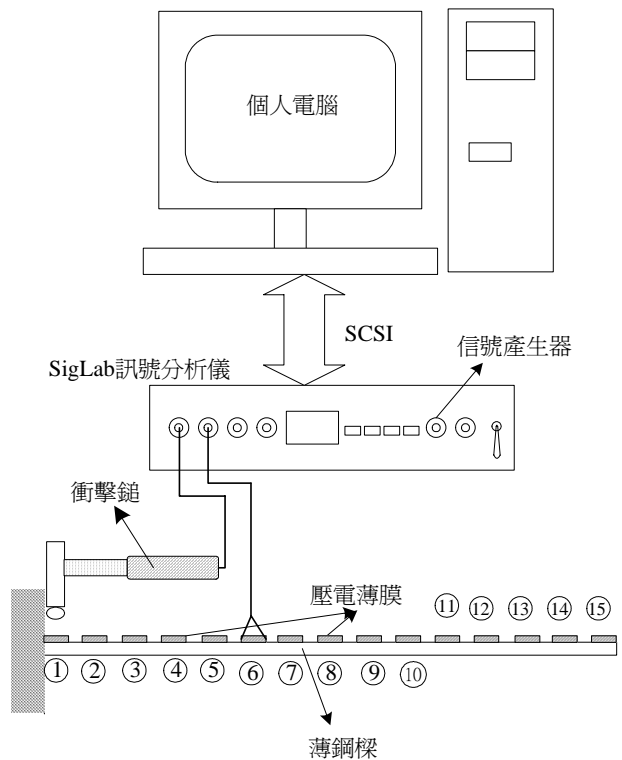 個人電腦
SCSI
信號產生器
SigLab訊號分析儀
衝擊鎚
壓電薄膜
⑪ ⑫ ⑬ ⑭ ⑮
① ② ③ ④ ⑤ ⑥ ⑦ ⑧ ⑨ ⑩
薄鋼樑